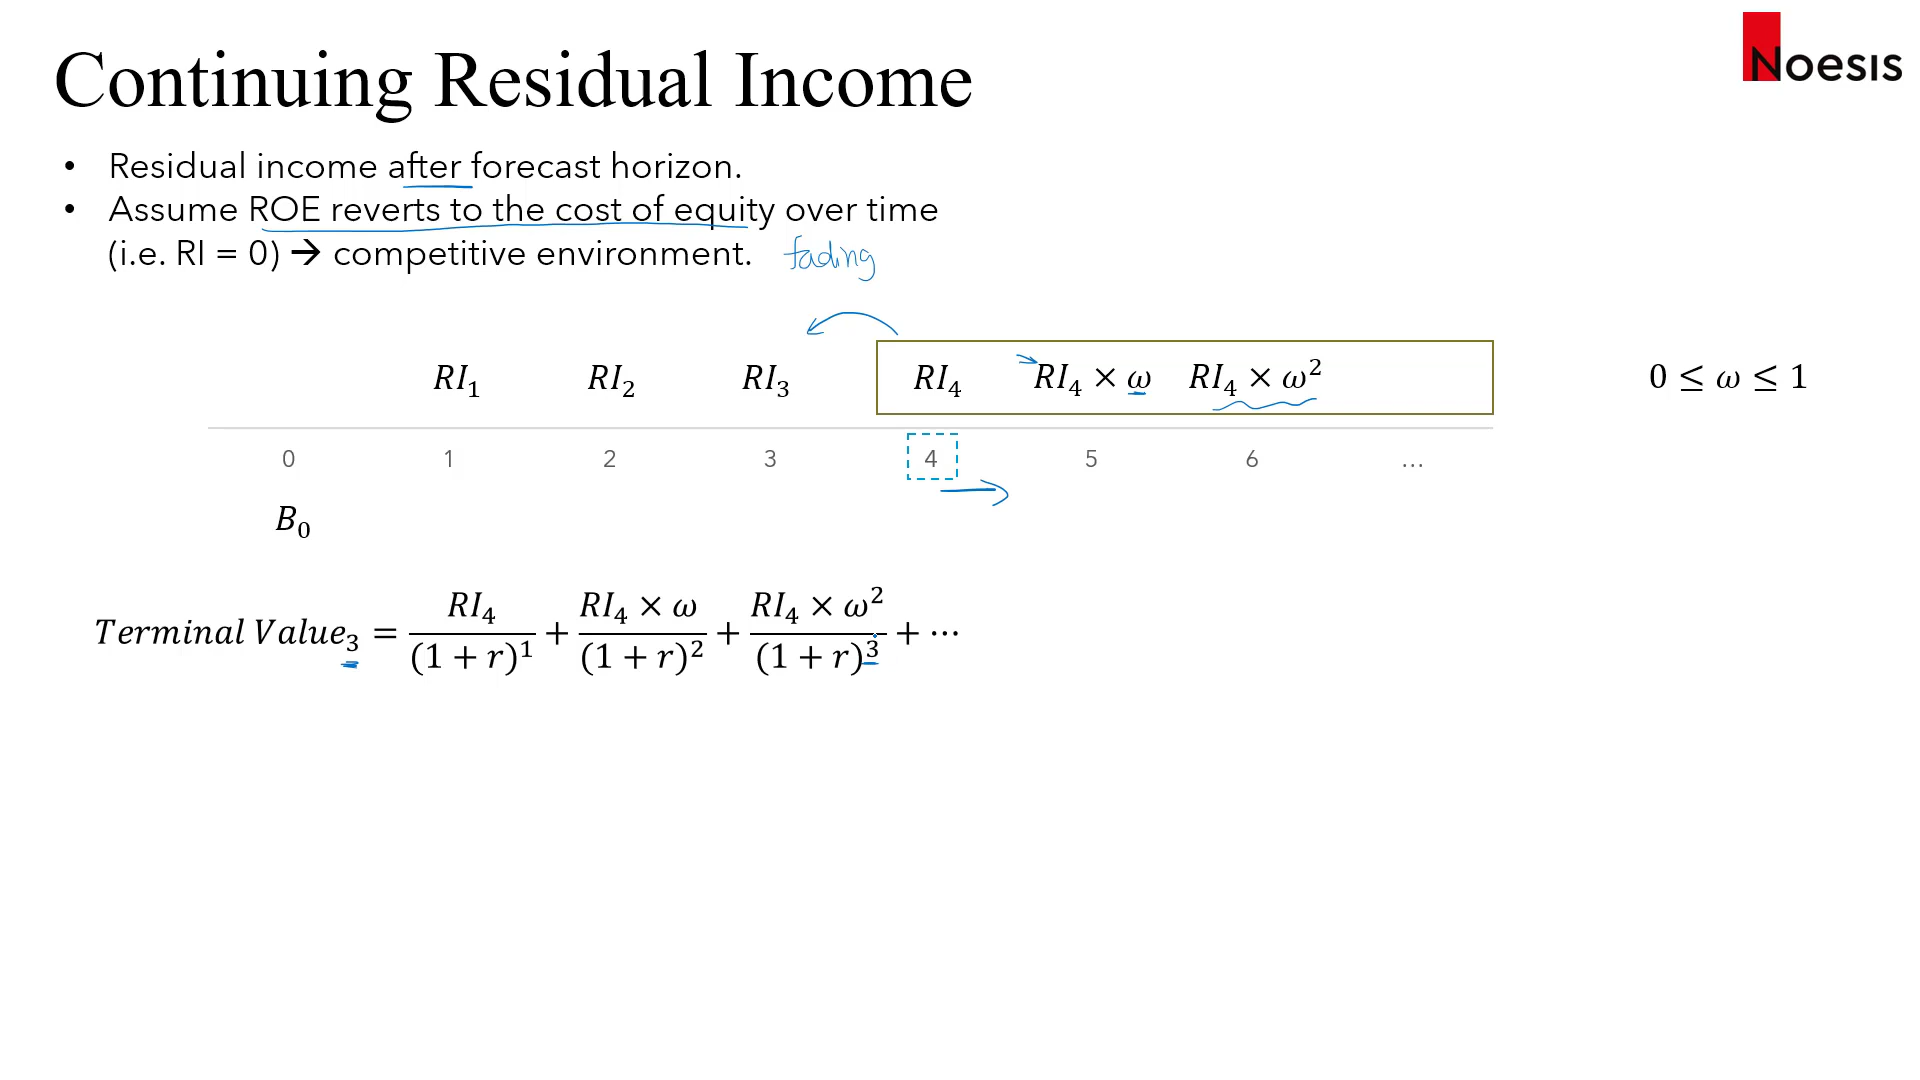 Noesis
Continuing Residual Income
• Residual income after forecast horizon.
• Assume ROE reverts to the cost of equity over time
(i.e. RI = 0) → competitive environment. fading
RI₁ RI₂ RI₃ RI₄ RI₄ × ω RI₄ × ω² 0 ≤ ω ≤ 1
0 1 2 3 4 5 6 ...
B₀
Terminal Value₃ = RI₄/(1 + r)¹ + RI₄ × ω/(1 + r)² + RI₄ × ω²/(1 + r)³ + ⋯